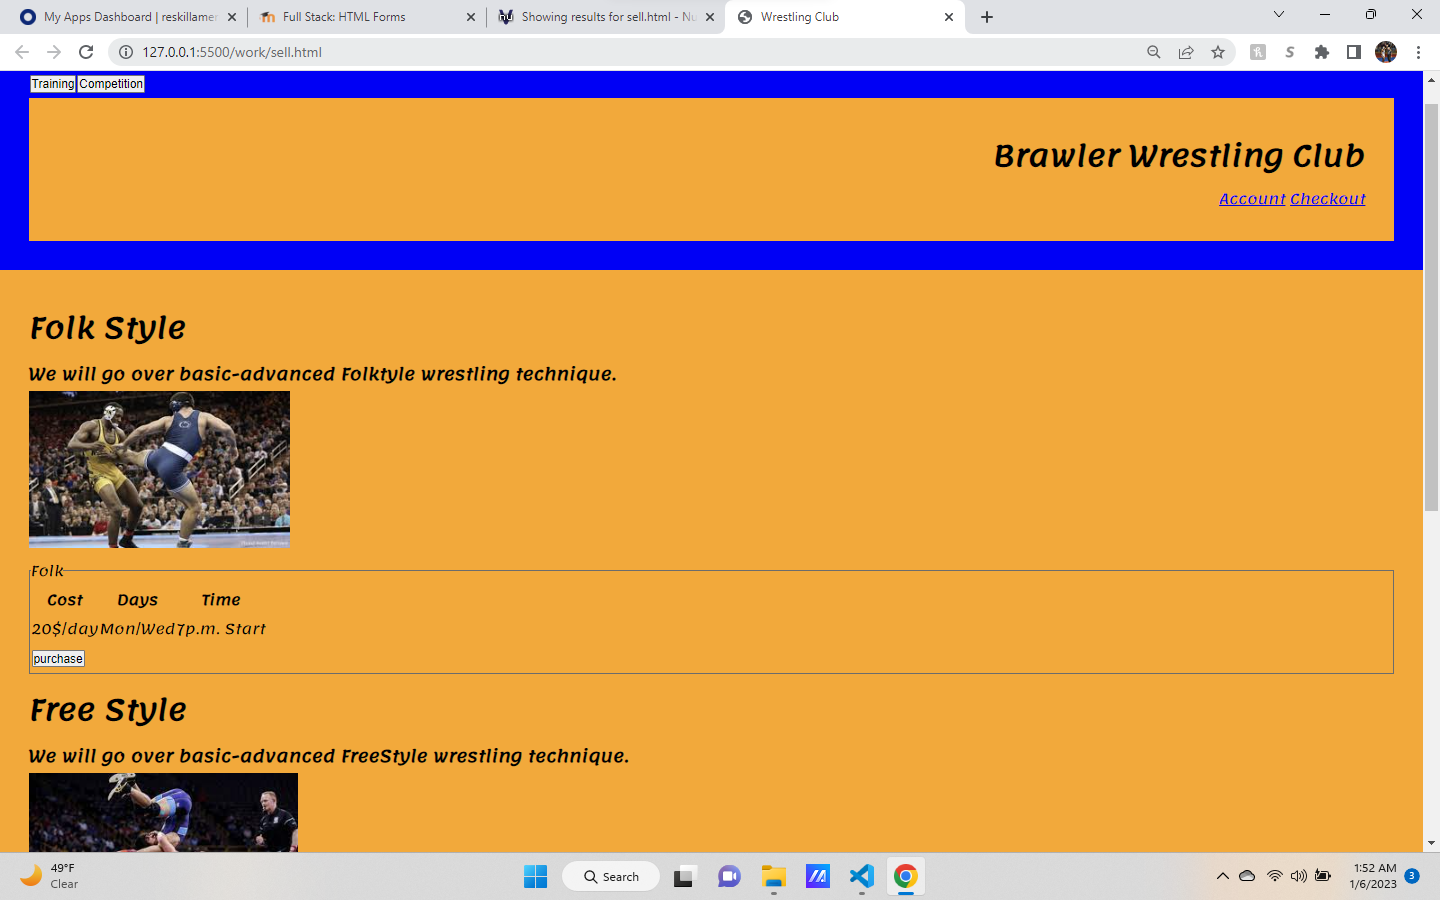 My Apps Dashboard | reskillamer
Full Stack: HTML Forms
Showing results for sell.html - Nu
Wrestling Club
127.0.0.1:5500/work/sell.html
Training Competition
Brawler Wrestling Club
Account Checkout
Folk Style
We will go over basic-advanced Folktyle wrestling technique.
Folk
Cost Days Time
20$/day Mon/Wed 7p.m. Start
purchase
Free Style
We will go over basic-advanced FreeStyle wrestling technique.
49°F
Clear
Search
1:52 AM
1/6/2023
3